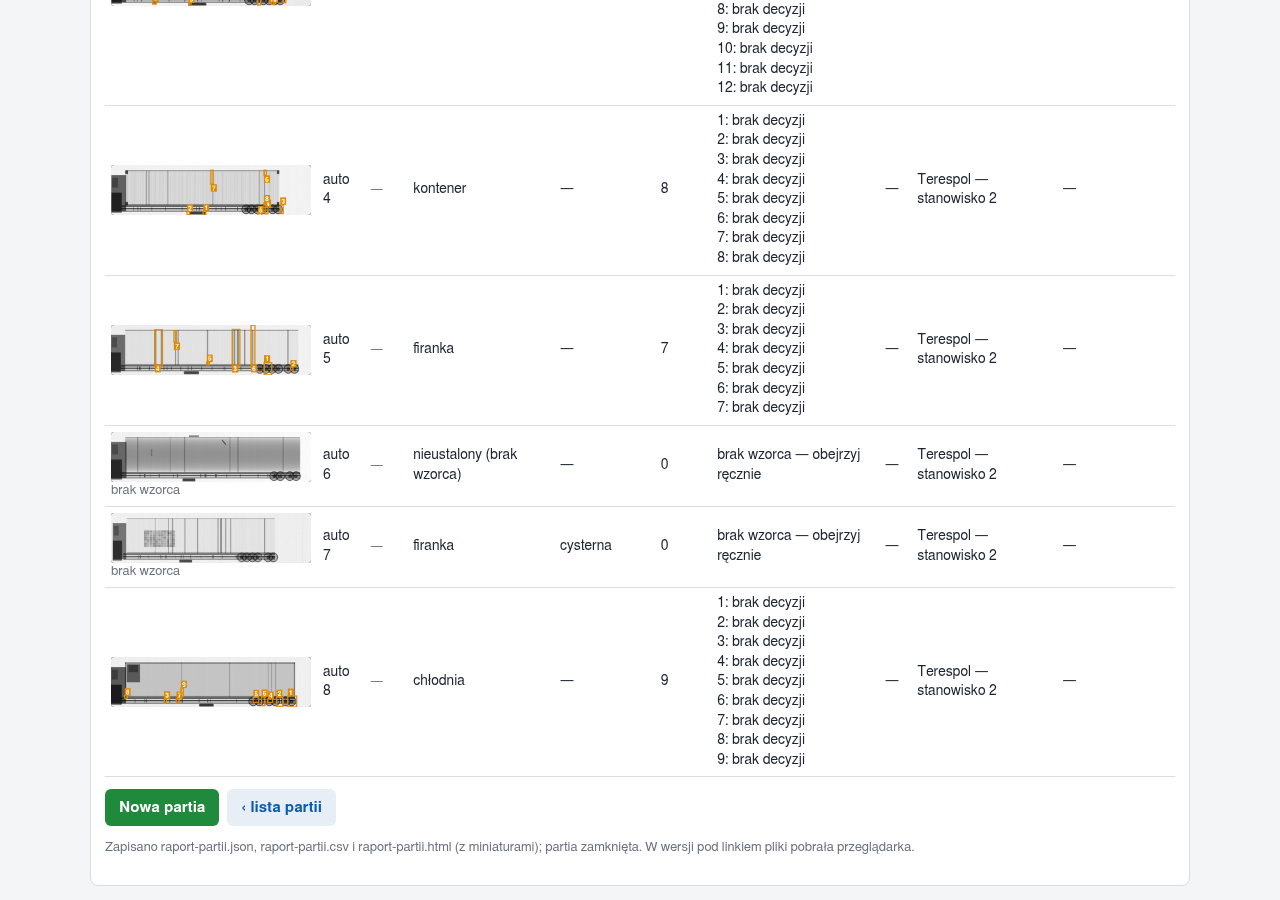 8: brak decyzji
9: brak decyzji
10: brak decyzji
11: brak decyzji
12: brak decyzji
auto
4
—
kontener
—
8
1: brak decyzji
2: brak decyzji
3: brak decyzji
4: brak decyzji
5: brak decyzji
6: brak decyzji
7: brak decyzji
8: brak decyzji
—
Terespol —
stanowisko 2
—
auto
5
—
firanka
—
7
1: brak decyzji
2: brak decyzji
3: brak decyzji
4: brak decyzji
5: brak decyzji
6: brak decyzji
7: brak decyzji
—
Terespol —
stanowisko 2
—
brak wzorca
auto
6
—
nieustalony (brak
wzorca)
—
0
brak wzorca — obejrzyj
ręcznie
—
Terespol —
stanowisko 2
—
brak wzorca
auto
7
—
firanka
cysterna
0
brak wzorca — obejrzyj
ręcznie
—
Terespol —
stanowisko 2
—
auto
8
—
chłodnia
—
9
1: brak decyzji
2: brak decyzji
3: brak decyzji
4: brak decyzji
5: brak decyzji
6: brak decyzji
7: brak decyzji
8: brak decyzji
9: brak decyzji
—
Terespol —
stanowisko 2
—
Nowa partia
‹ lista partii
Zapisano raport-partii.json, raport-partii.csv i raport-partii.html (z miniaturami); partia zamknięta. W wersji pod linkiem pliki pobrała przeglądarka.